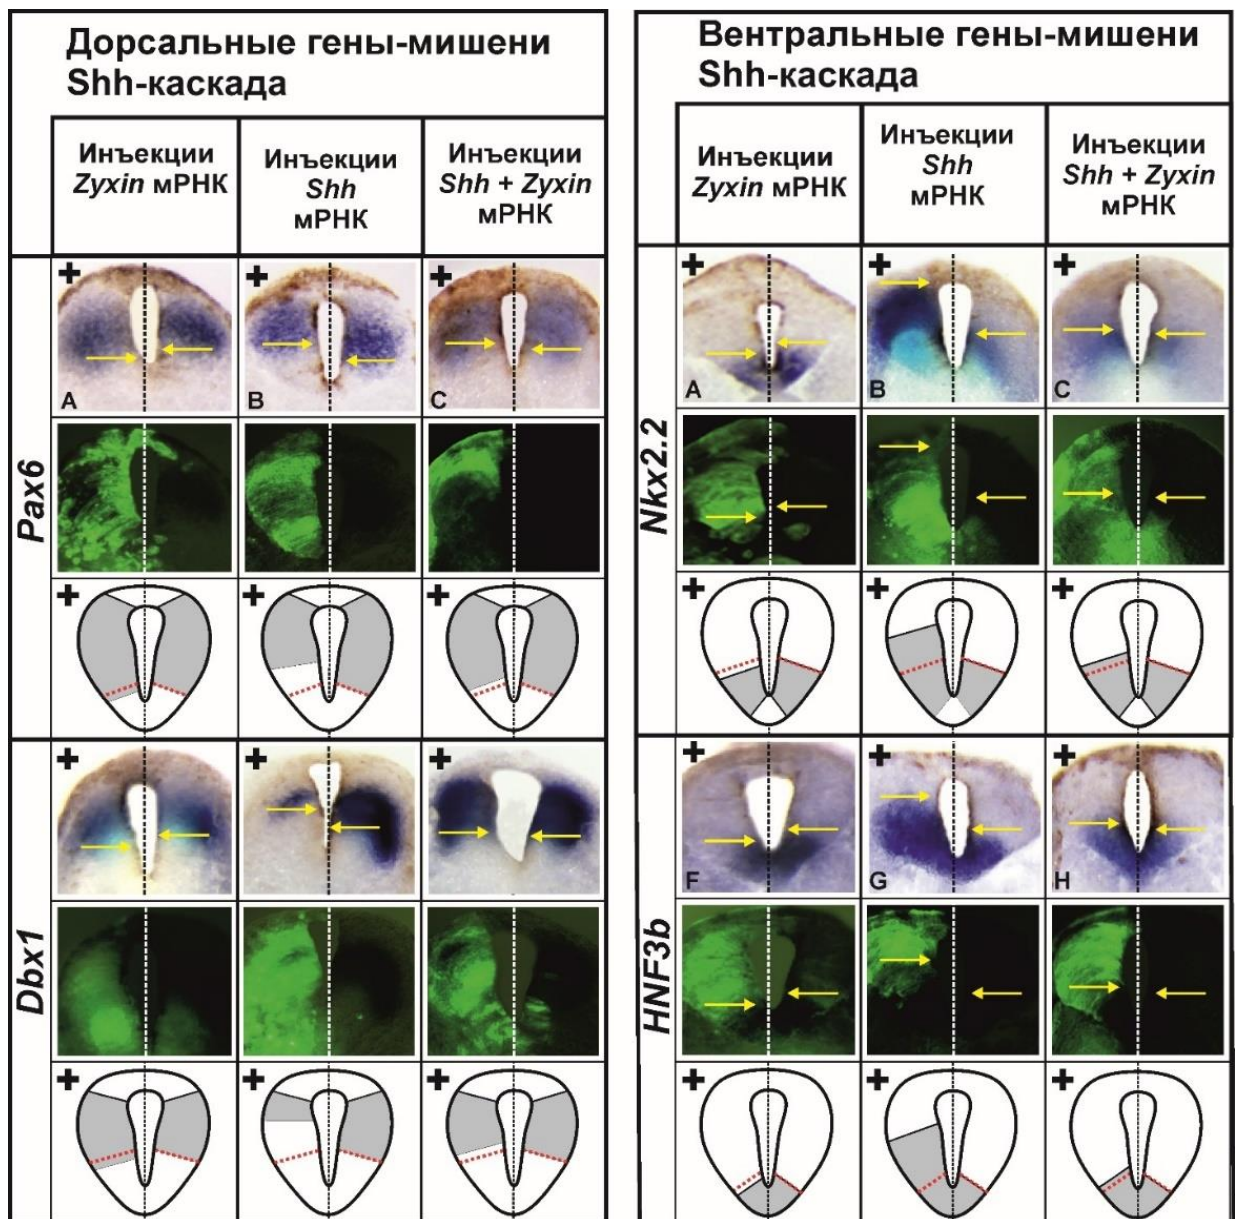 Дорсальные гены-мишени
Shh-каскада
Инъекции
Zyxin мРНК
Инъекции
Shh
мРНК
Инъекции
Shh + Zyxin
мРНК
Pax6
+
A
+
B
+
C
+
+
+
Dbx1
+
+
+
+
+
+
Вентральные гены-мишени
Shh-каскада
Инъекции
Zyxin мРНК
Инъекции
Shh
мРНК
Инъекции
Shh + Zyxin
мРНК
Nkx2.2
+
A
+
B
+
C
+
+
+
HNF3b
+
F
+
G
+
H
+
+
+